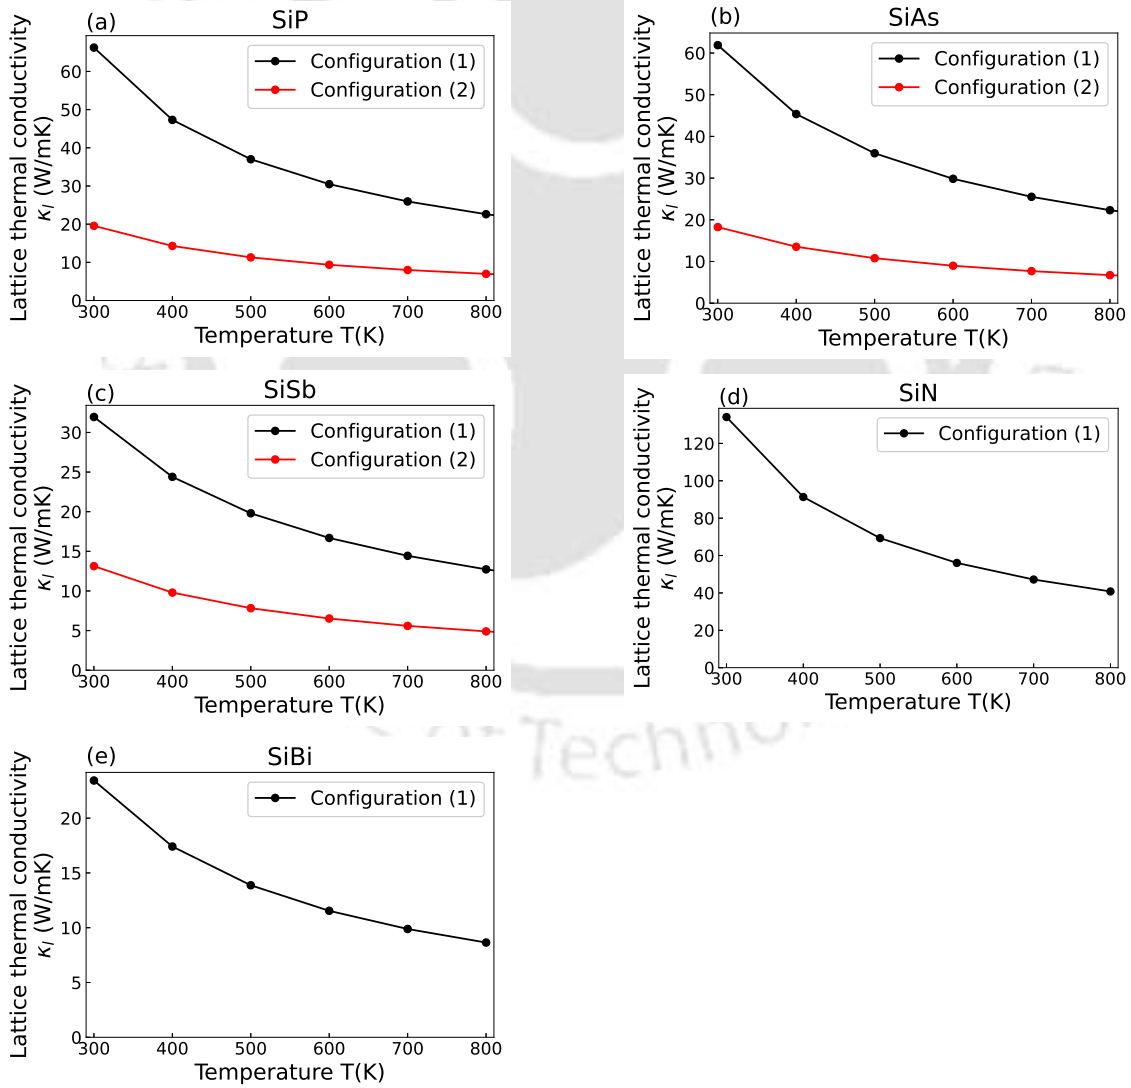 (a)
SiP
Lattice thermal conductivity
κ_l (W/mK)
Configuration (1)
Configuration (2)
60
50
40
30
20
10
0
300 400 500 600 700 800
Temperature T(K)
(b)
SiAs
Lattice thermal conductivity
κ_l (W/mK)
Configuration (1)
Configuration (2)
60
50
40
30
20
10
0
300 400 500 600 700 800
Temperature T(K)
(c)
SiSb
Lattice thermal conductivity
κ_l (W/mK)
Configuration (1)
Configuration (2)
30
25
20
15
10
5
0
300 400 500 600 700 800
Temperature T(K)
(d)
SiN
Lattice thermal conductivity
κ_l (W/mK)
Configuration (1)
120
100
80
60
40
20
0
300 400 500 600 700 800
Temperature T(K)
(e)
SiBi
Lattice thermal conductivity
κ_l (W/mK)
Configuration (1)
20
15
10
5
0
300 400 500 600 700 800
Temperature T(K)